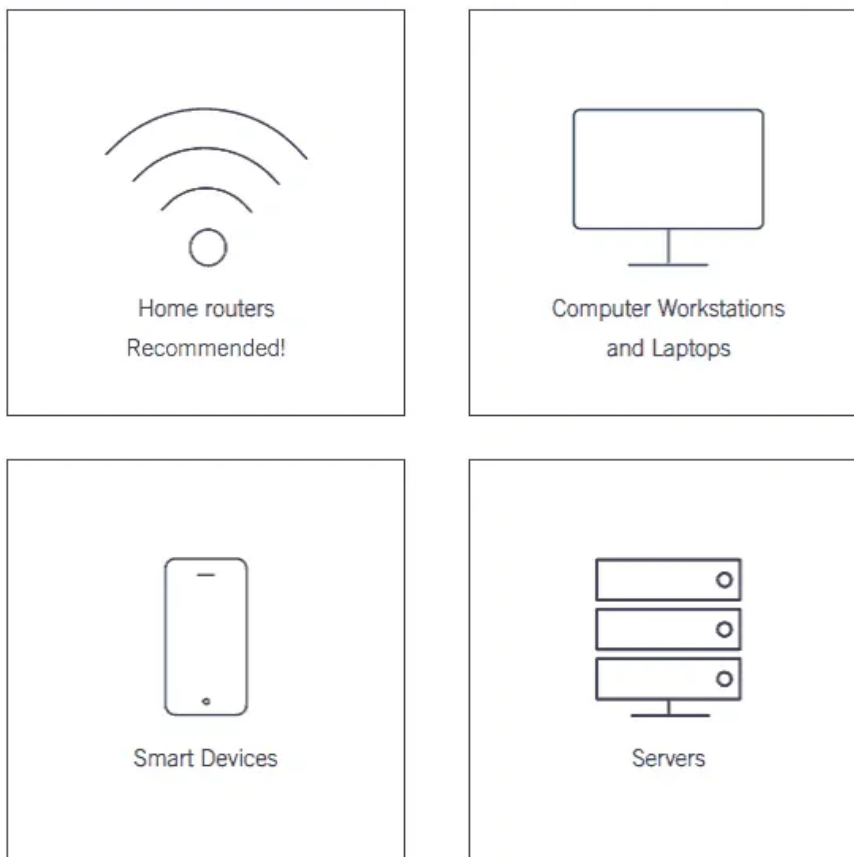 Home routers
Recommended!
Computer Workstations
and Laptops
Smart Devices
Servers